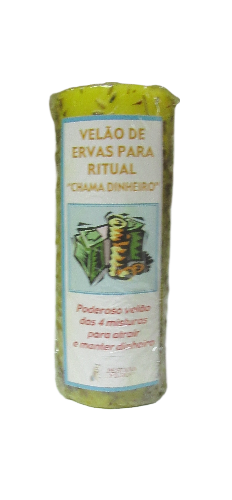 VELÃO DE
ERVAS PARA
RITUAL
"CHAMA DINHEIRO"
Poderoso velão
das 4 misturas
para atrair
e manter dinheiro